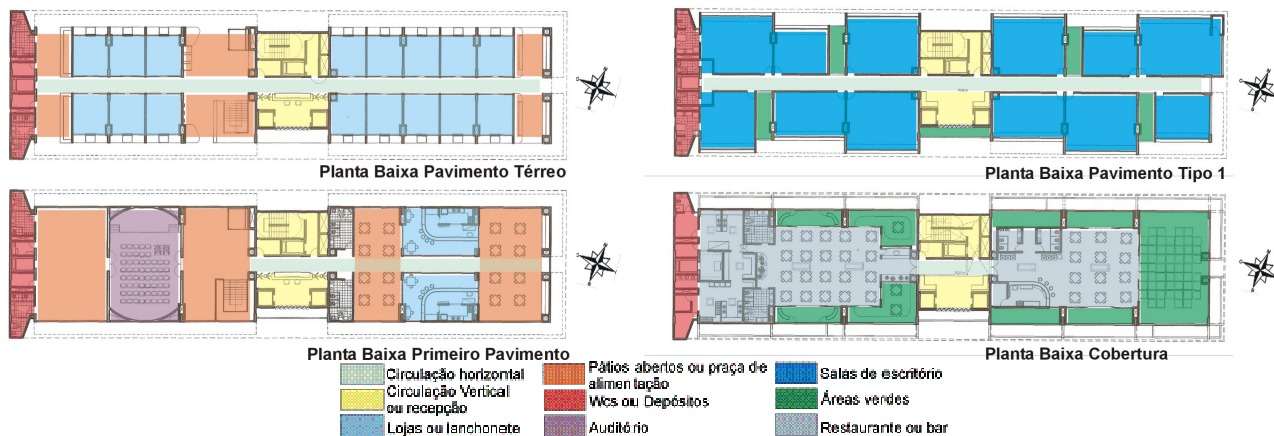 Planta Baixa Pavimento Térreo
Planta Baixa Pavimento Tipo 1
Planta Baixa Primeiro Pavimento
Planta Baixa Cobertura
Circulação horizontal
Circulação Vertical
ou recepção
Lojas ou lanchonete
Pátios abertos ou praça de
alimentação
Wcs ou Depósitos
Auditório
Salas de escritório
Áreas verdes
Restaurante ou bar